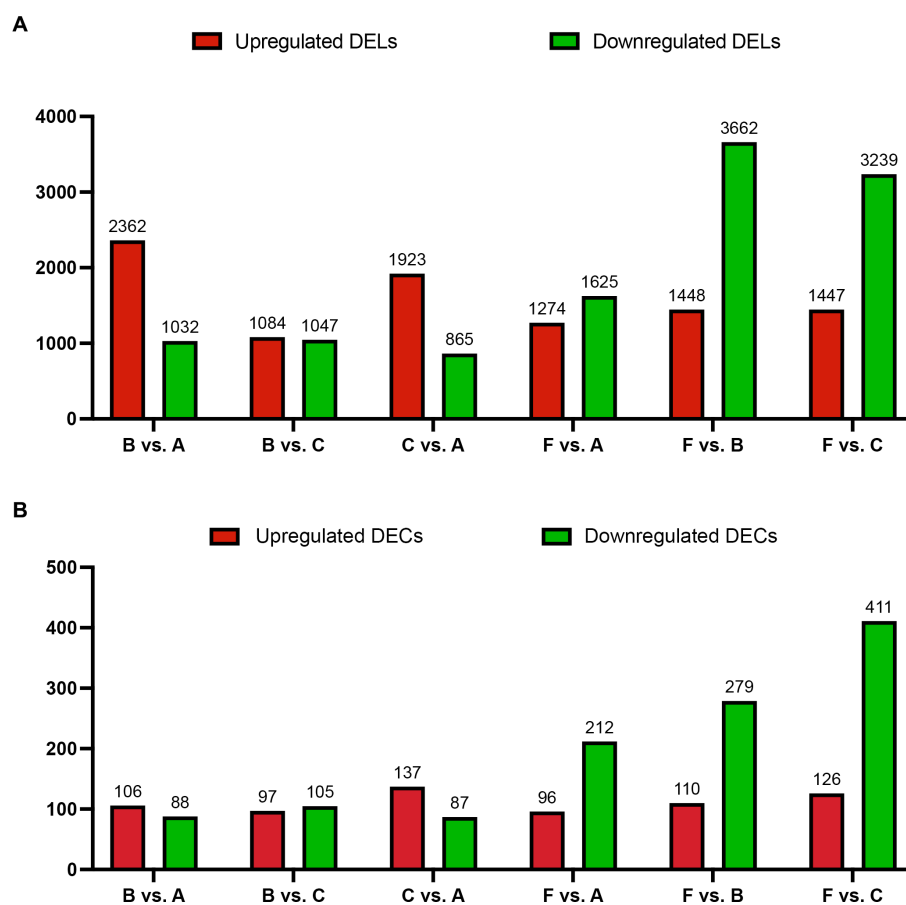 A
Upregulated DELs Downregulated DELs
4000
3000
2000
1000
0
2362 1032 1084 1047 1923 865 1274 1625 1448 3662 1447 3239
B vs. A B vs. C C vs. A F vs. A F vs. B F vs. C
B
Upregulated DECs Downregulated DECs
500
400
300
200
100
0
106 88 97 105 137 87 96 212 110 279 126 411
B vs. A B vs. C C vs. A F vs. A F vs. B F vs. C